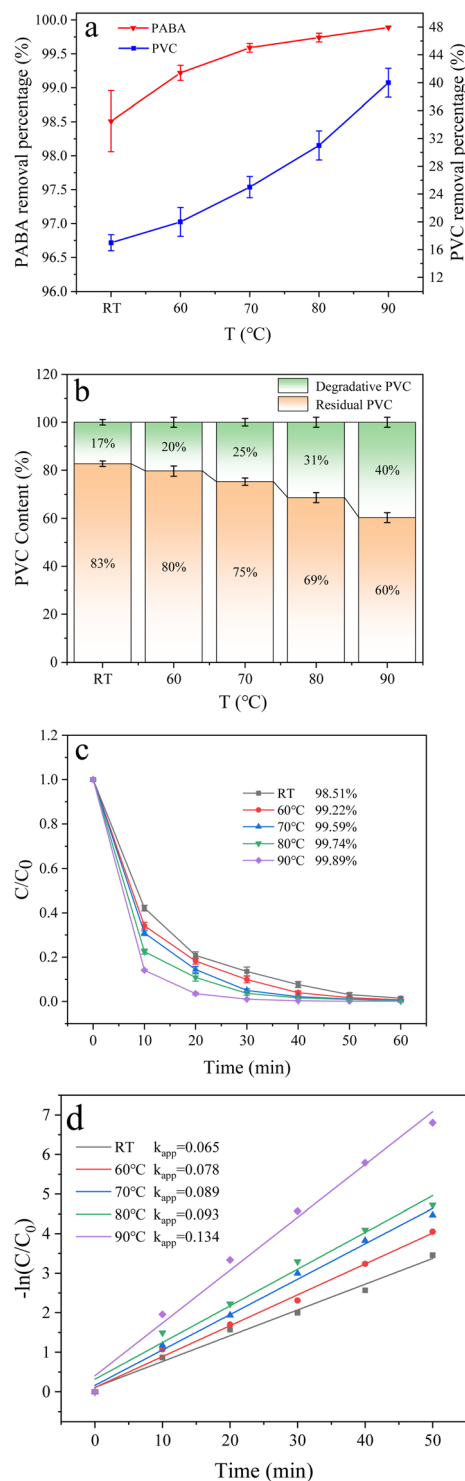 a
PABA
PVC
PABA removal percentage (%)
PVC removal percentage (%)
100.0
99.5
99.0
98.5
98.0
97.5
97.0
96.5
96.0
48
44
40
36
32
28
24
20
16
12
RT 60 70 80 90
T (℃)
b
Degradative PVC
Residual PVC
PVC Content (%)
120
100
80
60
40
20
0
17% 20% 25% 31% 40%
83% 80% 75% 69% 60%
RT 60 70 80 90
T (℃)
c
C/C0
1.2
1.0
0.8
0.6
0.4
0.2
0.0
RT 98.51%
60℃ 99.22%
70℃ 99.59%
80℃ 99.74%
90℃ 99.89%
0 10 20 30 40 50 60
Time (min)
d
-ln(C/C0)
7
6
5
4
3
2
1
0
RT kapp=0.065
60℃ kapp=0.078
70℃ kapp=0.089
80℃ kapp=0.093
90℃ kapp=0.134
0 10 20 30 40 50
Time (min)